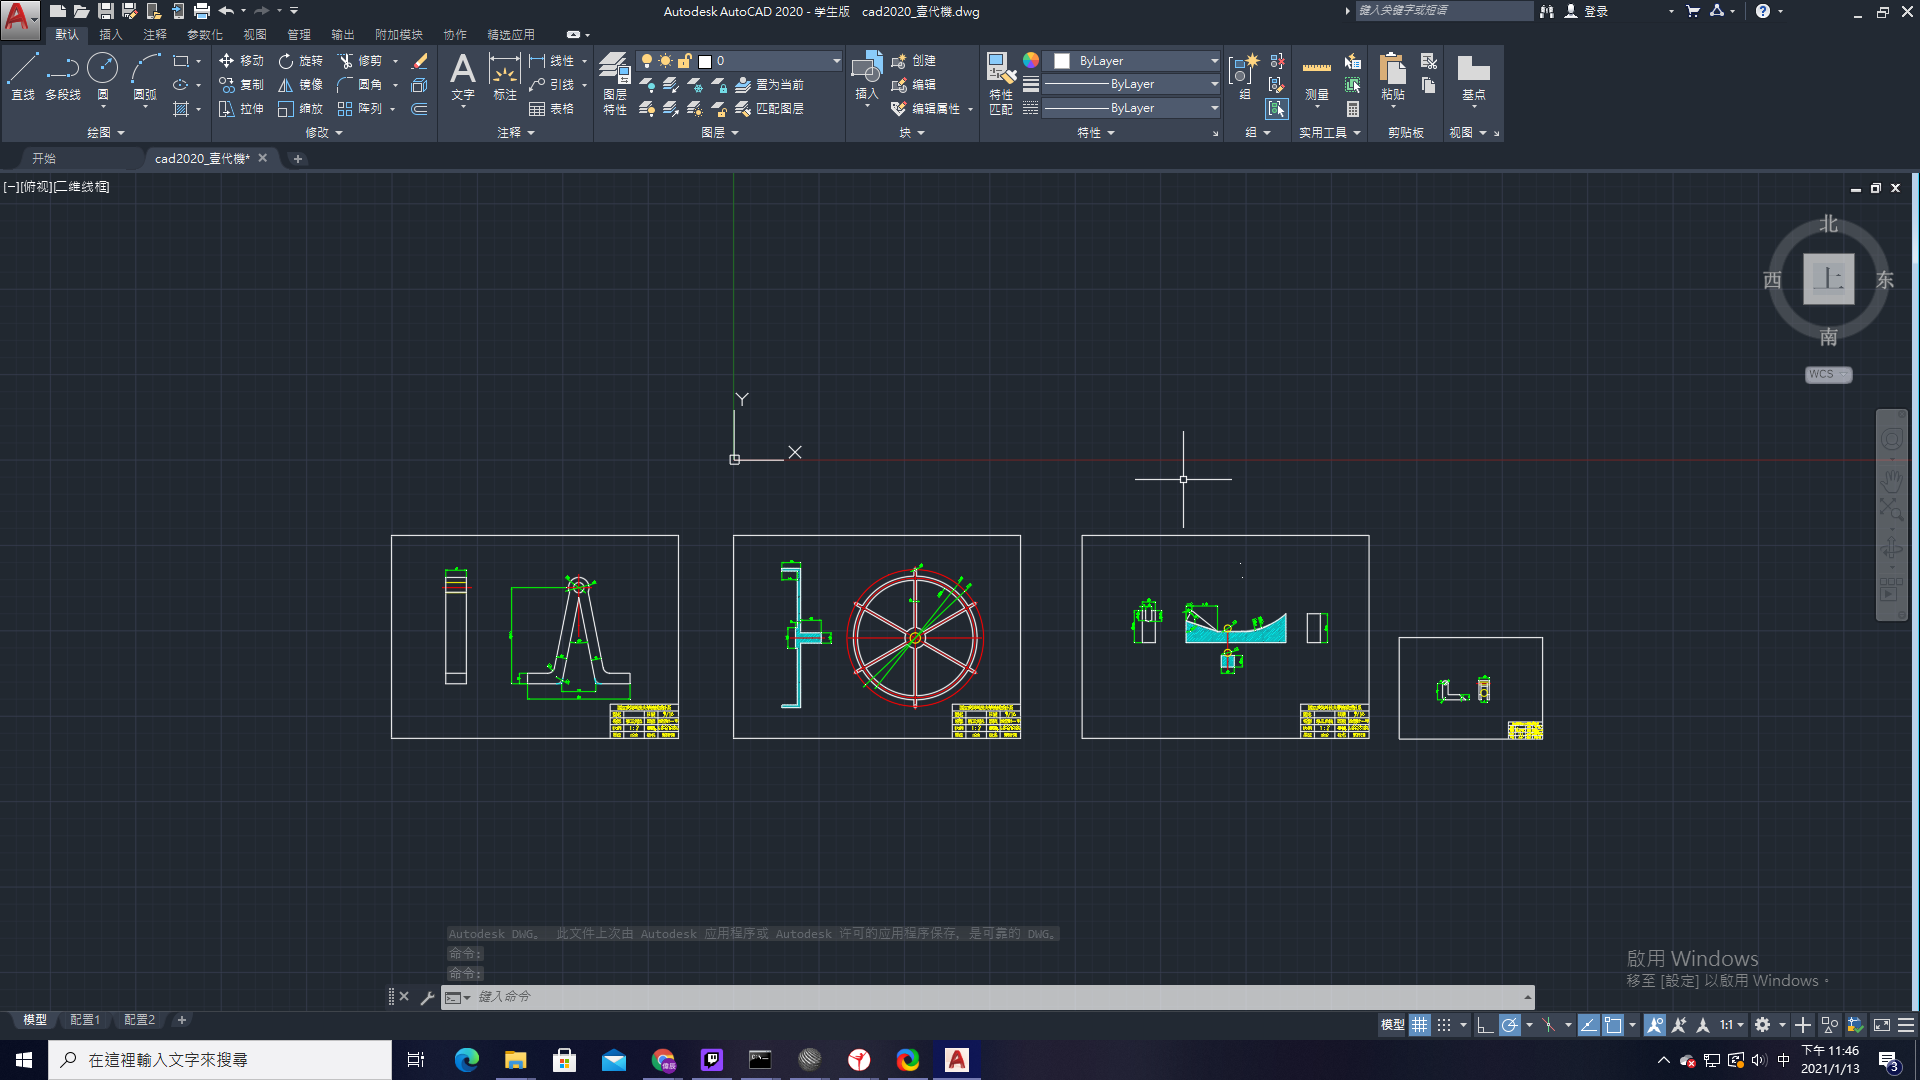 Autodesk AutoCAD 2020 - 学生版 cad2020_壹代機.dwg
键入关键字或短语
登录
默认 插入 注释 参数化 视图 管理 输出 附加模块 协作 精选应用
直线 多段线 圆 圆弧
移动 旋转 修剪
复制 镜像 圆角
拉伸 缩放 阵列
文字 标注
线性
引线
表格
图层特性
0
置为当前
匹配图层
插入
创建
编辑
编辑属性
特性匹配
ByLayer
ByLayer
ByLayer
组
测量
粘贴
基点
绘图 修改 注释 图层 块 特性 组 实用工具 剪贴板 视图
开始 cad2020_壹代機*
[−][俯视][二维线框]
北
西 上 东
南
WCS
Y
X
Autodesk DWG。 此文件上次由 Autodesk 应用程序或 Autodesk 许可的应用程序保存，是可靠的 DWG。
命令:
命令:
键入命令
啟用 Windows
移至 [設定] 以啟用 Windows。
模型 配置1 配置2
模型 1:1
在這裡輸入文字來搜尋
中
下午 11:46
2021/1/13
3